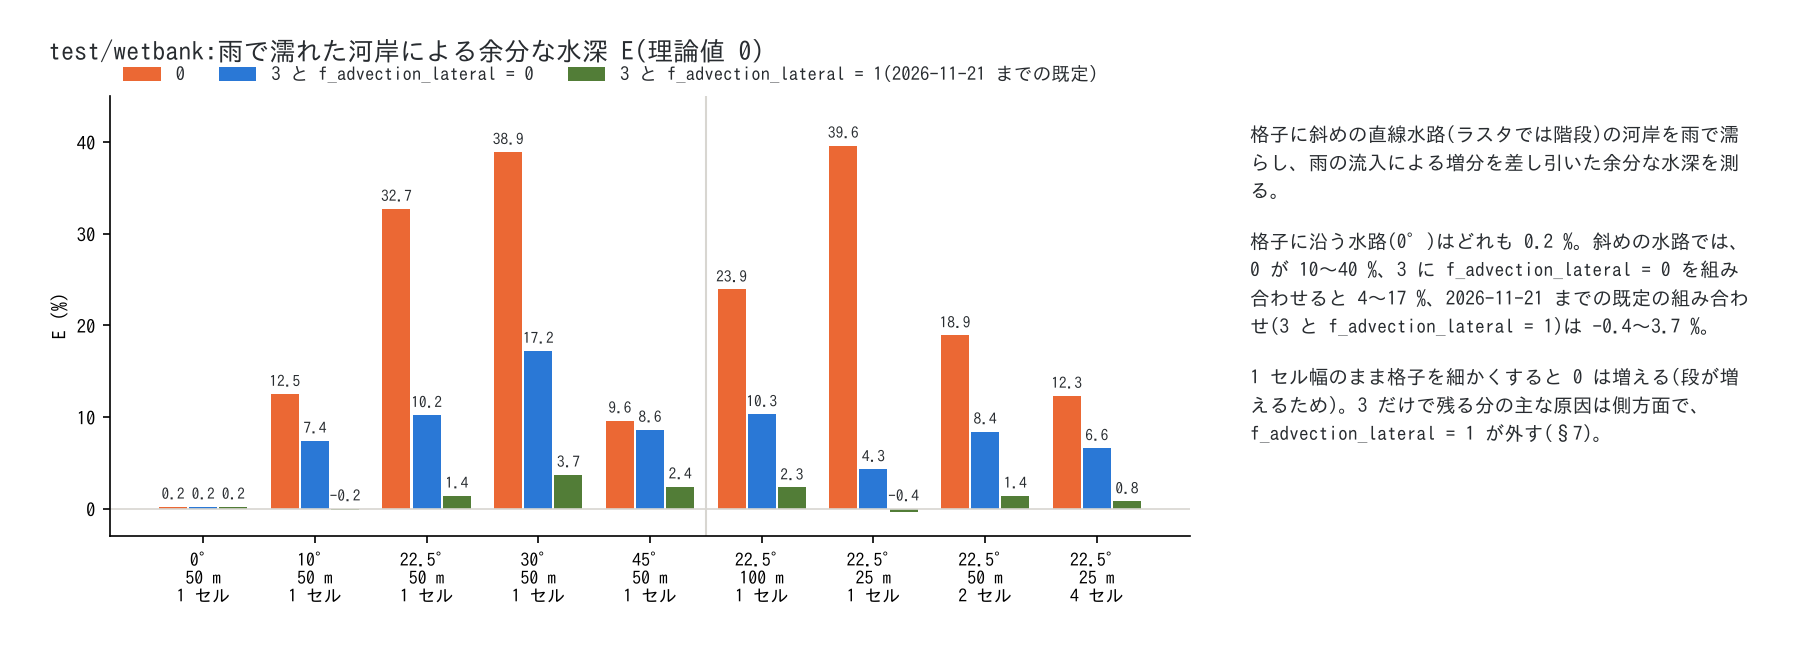 test/wetbank:雨で濡れた河岸による余分な水深 E(理論値 0)
0
3 と f_advection_lateral = 0
3 と f_advection_lateral = 1(2026-11-21 までの既定)
E (%)
40
30
20
10
0
0.2 0.2 0.2
12.5
7.4
-0.2
32.7
10.2
1.4
38.9
17.2
3.7
9.6
8.6
2.4
23.9
10.3
2.3
39.6
4.3
-0.4
18.9
8.4
1.4
12.3
6.6
0.8
0°
50 m
1 セル
10°
50 m
1 セル
22.5°
50 m
1 セル
30°
50 m
1 セル
45°
50 m
1 セル
22.5°
100 m
1 セル
22.5°
25 m
1 セル
22.5°
50 m
2 セル
22.5°
25 m
4 セル
格子に斜めの直線水路(ラスタでは階段)の河岸を雨で濡
らし、雨の流入による増分を差し引いた余分な水深を測
る。
格子に沿う水路(0°)はどれも 0.2 %。斜めの水路では、
0 が 10〜40 %、3 に f_advection_lateral = 0 を組み
合わせると 4〜17 %、2026-11-21 までの既定の組み合わ
せ(3 と f_advection_lateral = 1)は -0.4〜3.7 %。
1 セル幅のまま格子を細かくすると 0 は増える(段が増
えるため)。3 だけで残る分の主な原因は側方面で、
f_advection_lateral = 1 が外す(§7)。